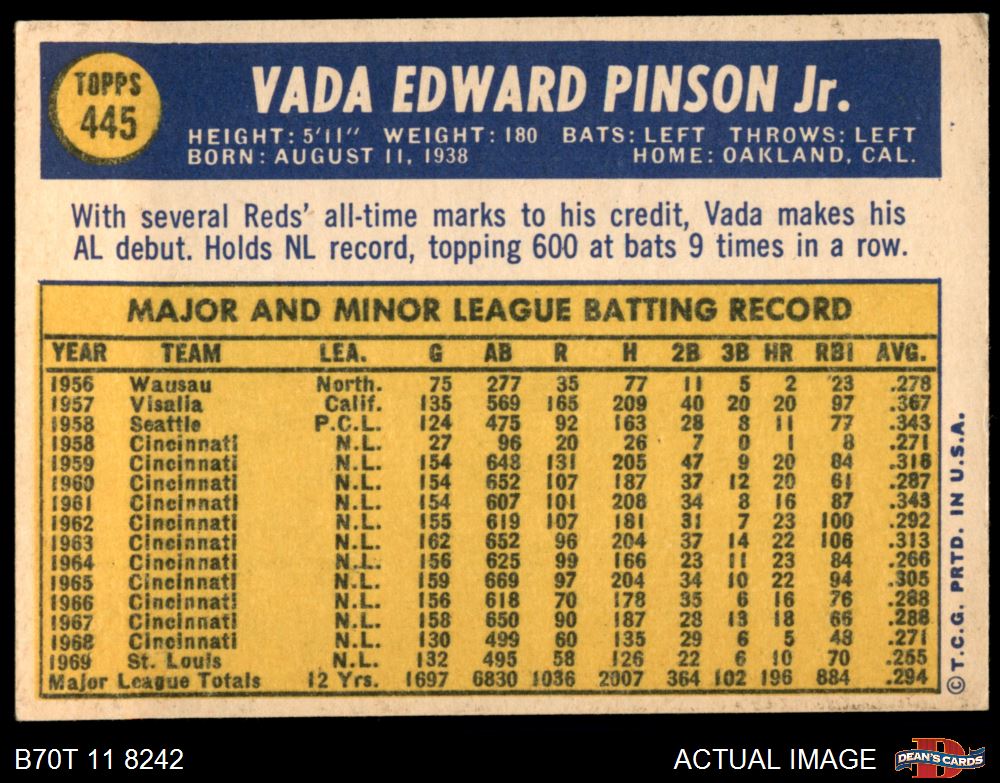 TOPPS
445
VADA EDWARD PINSON Jr.
HEIGHT: 5'11" WEIGHT: 180 BATS: LEFT THROWS: LEFT
BORN: AUGUST 11, 1938 HOME: OAKLAND, CAL.
With several Reds' all-time marks to his credit, Vada makes his
AL debut. Holds NL record, topping 600 at bats 9 times in a row.
MAJOR AND MINOR LEAGUE BATTING RECORD
YEAR TEAM LEA. G AB R H 2B 3B HR RBI AVG.
1956 Wausau North. 75 277 35 77 11 5 2 23 .278
1957 Visalia Calif. 135 569 165 209 40 20 20 97 .367
1958 Seattle P.C.L. 124 475 92 163 28 8 11 77 .343
1958 Cincinnati N.L. 27 96 20 26 7 0 1 8 .271
1959 Cincinnati N.L. 154 648 131 205 47 9 20 84 .316
1960 Cincinnati N.L. 154 652 107 187 37 12 20 61 .287
1961 Cincinnati N.L. 154 607 101 208 34 8 16 87 .343
1962 Cincinnati N.L. 155 619 107 181 31 7 23 100 .292
1963 Cincinnati N.L. 162 652 96 204 37 14 22 106 .313
1964 Cincinnati N.L. 156 625 99 166 23 11 23 84 .266
1965 Cincinnati N.L. 159 669 97 204 34 10 22 94 .305
1966 Cincinnati N.L. 156 618 70 178 35 6 16 76 .288
1967 Cincinnati N.L. 158 650 90 187 28 13 18 66 .288
1968 Cincinnati N.L. 130 499 60 135 29 6 5 48 .271
1969 St. Louis N.L. 132 495 58 126 22 6 10 70 .255
Major League Totals 12 Yrs. 1697 6830 1036 2007 364 102 196 884 .294
© T.C.G. PRTD. IN U.S.A.
B70T 11 8242
ACTUAL IMAGE
D
DEAN'S CARDS